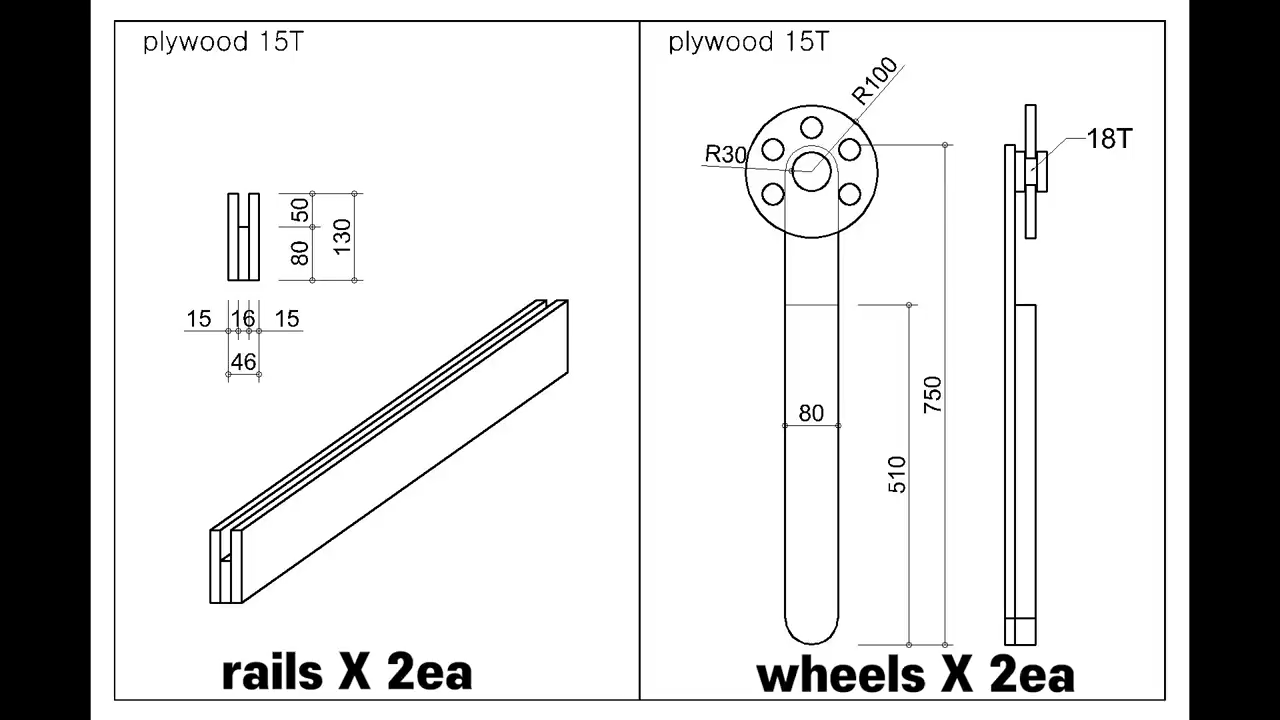 plywood 15T
50
80
130
15
16
15
46
rails X 2ea
plywood 15T
R100
R30
18T
750
80
510
wheels X 2ea